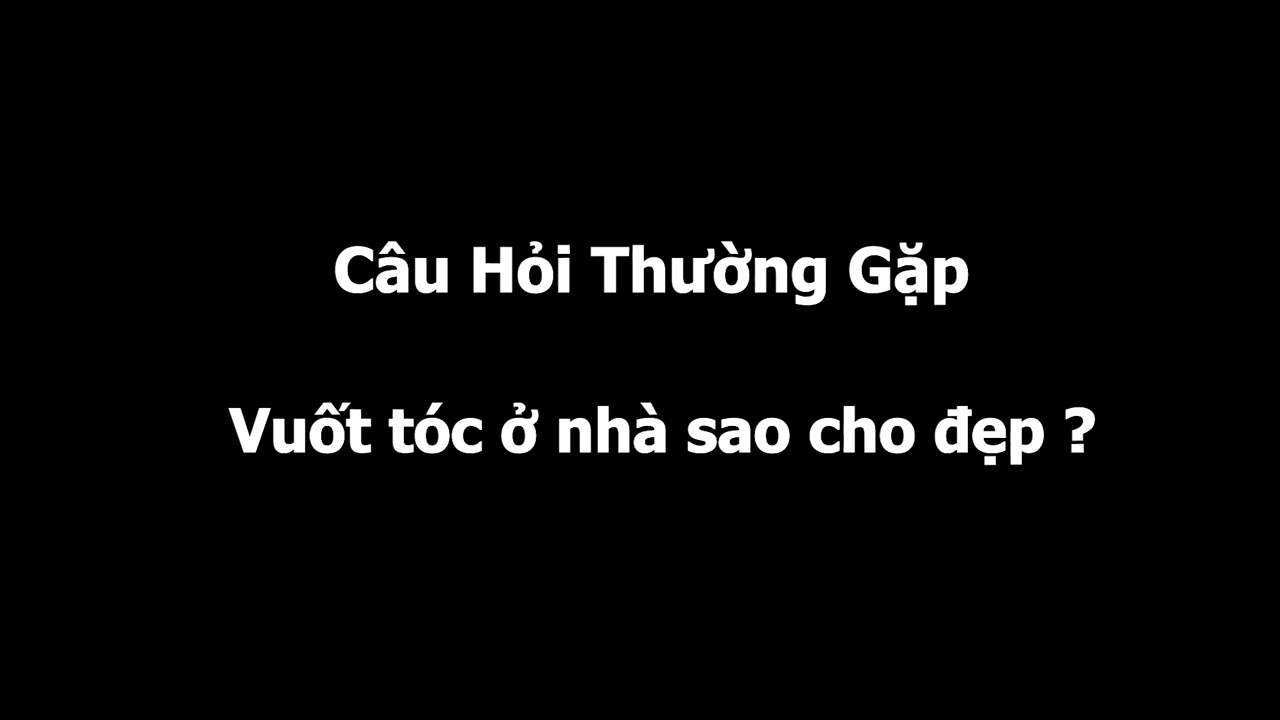 Câu Hỏi Thường Gặp
Vuốt tóc ở nhà sao cho đẹp ?